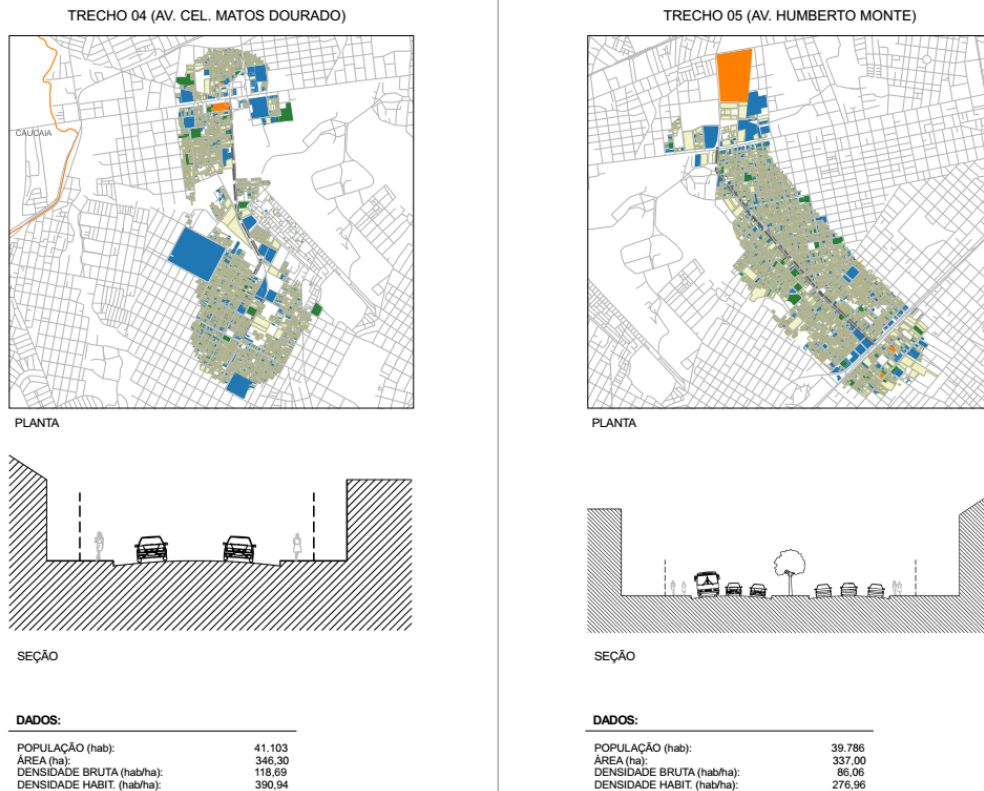 TRECHO 04 (AV. CEL. MATOS DOURADO)
CAUCAIA
PLANTA
SEÇÃO
DADOS:
POPULAÇÃO (hab): 41.103
ÁREA (ha): 346,30
DENSIDADE BRUTA (hab/ha): 118,69
DENSIDADE HABIT. (hab/ha): 390,94
TRECHO 05 (AV. HUMBERTO MONTE)
PLANTA
SEÇÃO
DADOS:
POPULAÇÃO (hab): 39.786
ÁREA (ha): 337,00
DENSIDADE BRUTA (hab/ha): 86,06
DENSIDADE HABIT. (hab/ha): 276,96